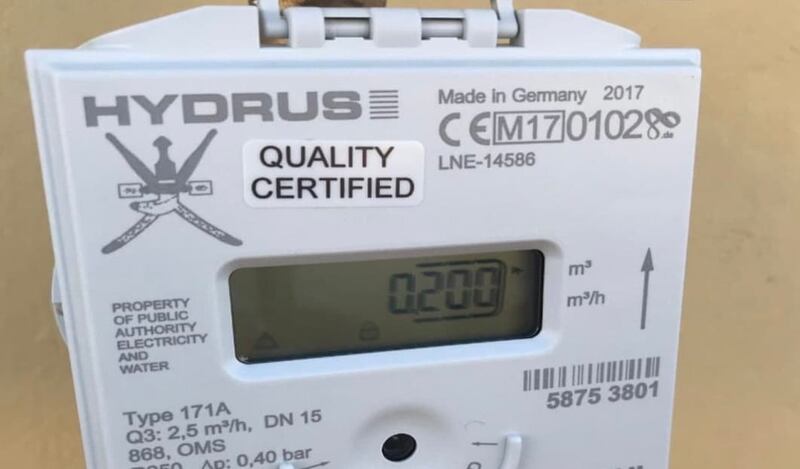 HYDRUS
Made in Germany 2017
CE M17 0102
LNE-14586
QUALITY
CERTIFIED
0.200
m³
m³/h
PROPERTY
OF PUBLIC
AUTHORITY
ELECTRICITY
AND
WATER
5875 3801
Type 171A
Q3: 2,5 m³/h, DN 15
868, OMS
Δp: 0,40 bar